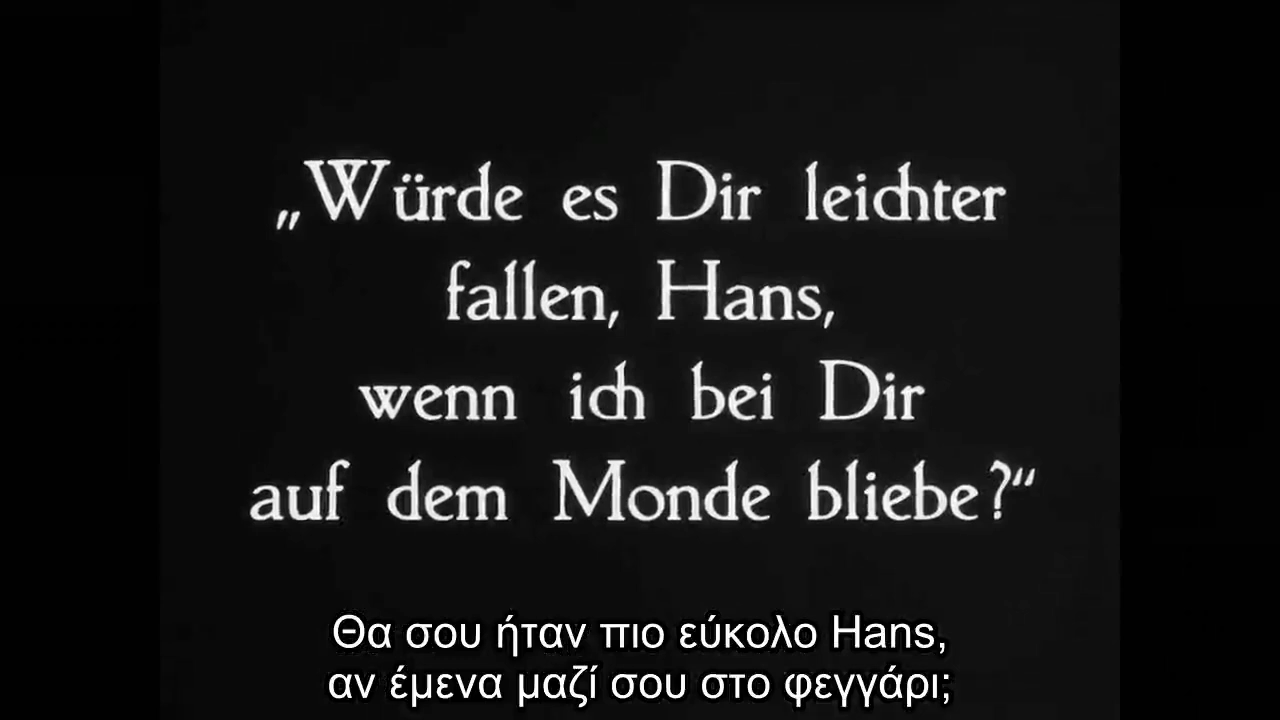 „Würde es Dir leichter
fallen, Hans,
wenn ich bei Dir
auf dem Monde bliebe?“
Θα σου ήταν πιο εύκολο Hans,
αν έμενα μαζί σου στο φεγγάρι;